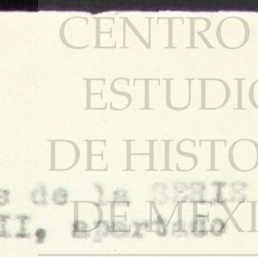 CENTRO
ESTUDIO
DE HISTO
DE MEXI
s de la SERIE
II, apartado